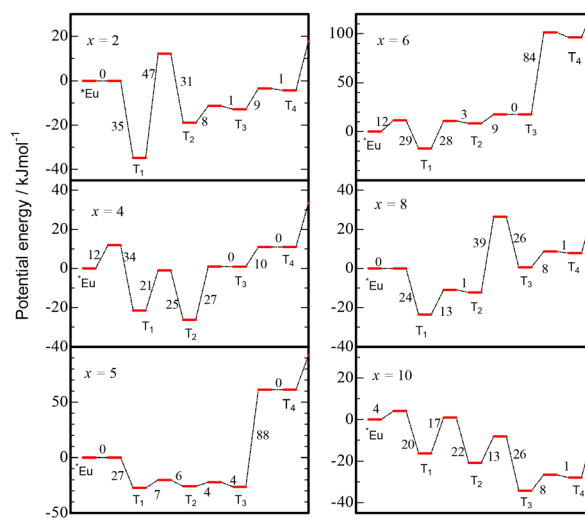 Potential energy / kJmol⁻¹
x = 2
20
0
-20
-40
*Eu
0
35
T₁
47
31
T₂
8
1
T₃
9
1
T₄
x = 4
40
20
0
-20
-40
*Eu
12
34
T₁
21
25
T₂
27
0
T₃
10
0
T₄
x = 5
50
0
-50
*Eu
0
27
T₁
7
6
T₂
4
4
T₃
88
0
T₄
x = 6
100
50
0
-50
*Eu
12
29
T₁
28
3
T₂
9
0
T₃
84
T₄
x = 8
40
20
0
-20
-40
*Eu
0
24
T₁
13
1
T₂
39
26
T₃
8
1
T₄
x = 10
20
0
-20
-40
*Eu
4
20
T₁
17
22
T₂
13
26
T₃
8
1
T₄